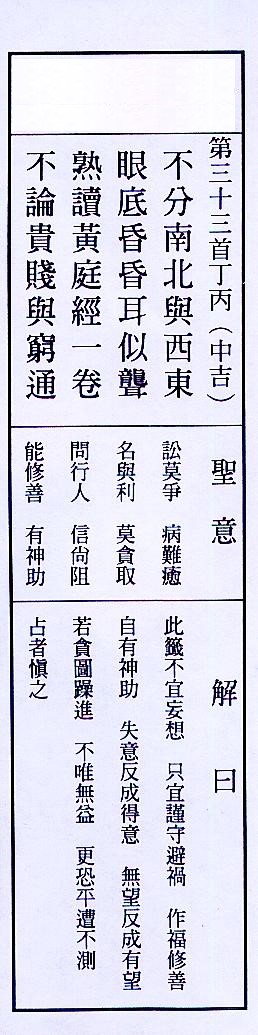 第三十三首丁丙（中吉）
不分南北與西東
眼底昏昏耳似聾
熟讀黃庭經一卷
不論貴賤與窮通
聖意
訟莫爭　病難癒
名與利　莫貪取
問行人　信尚阻
能修善　有神助
解曰
此籤不宜妄想　只宜謹守避禍　作福修善
自有神助　失意反成得意　無望反成有望
若貪圖躁進　不唯無益　更恐平遭不測
占者慎之